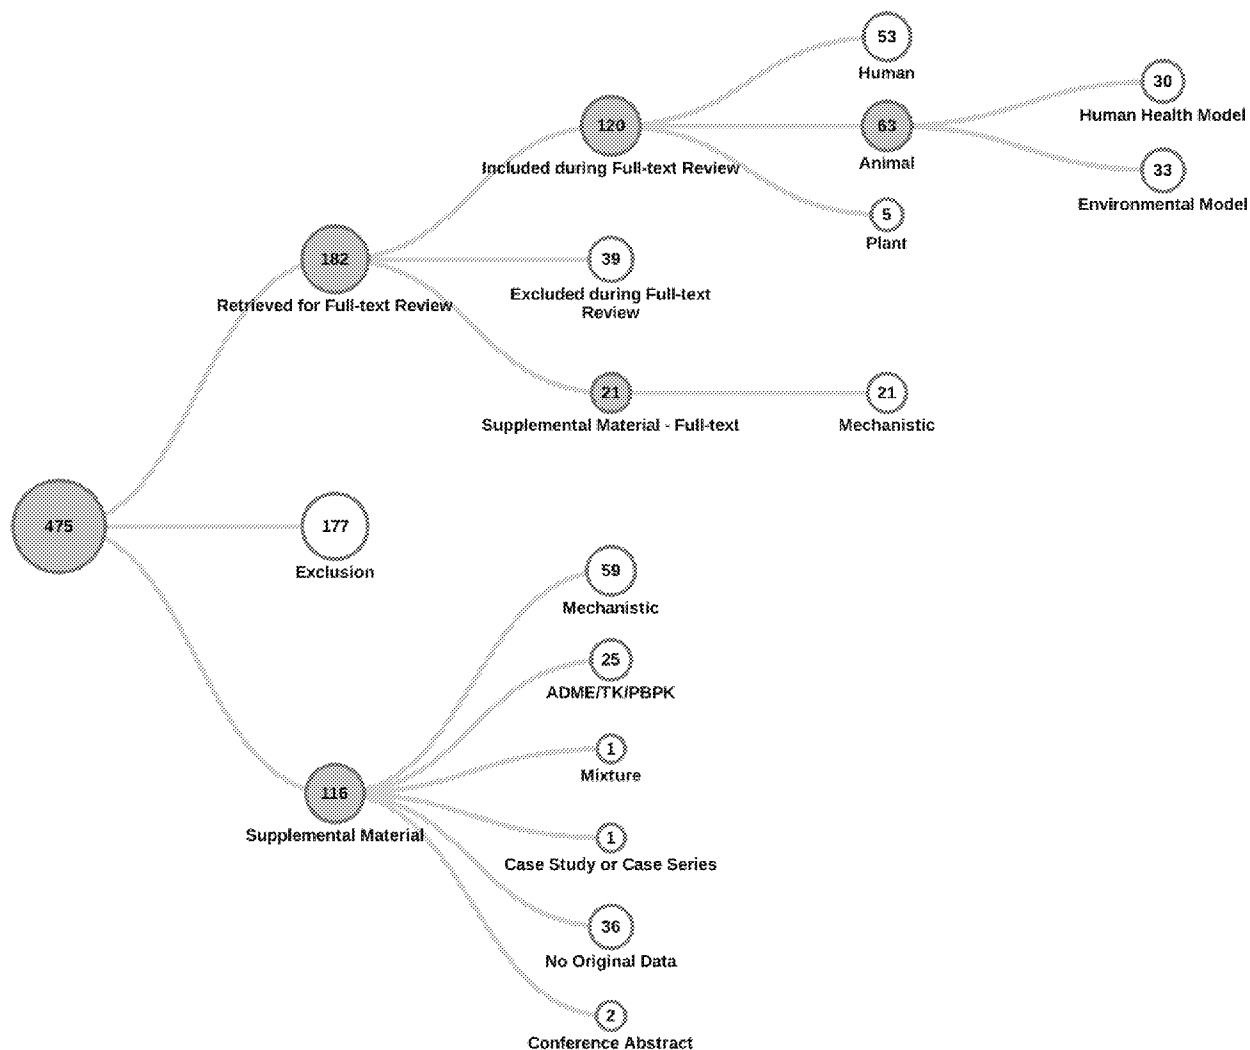 53
Human
30
Human Health Model
120
Included during Full-text Review
63
Animal
33
Environmental Model
5
Plant
182
Retrieved for Full-text Review
39
Excluded during Full-text
Review
21
Supplemental Material - Full-text
21
Mechanistic
475
177
Exclusion
59
Mechanistic
25
ADME/TK/PBPK
1
Mixture
116
Supplemental Material
1
Case Study or Case Series
36
No Original Data
2
Conference Abstract